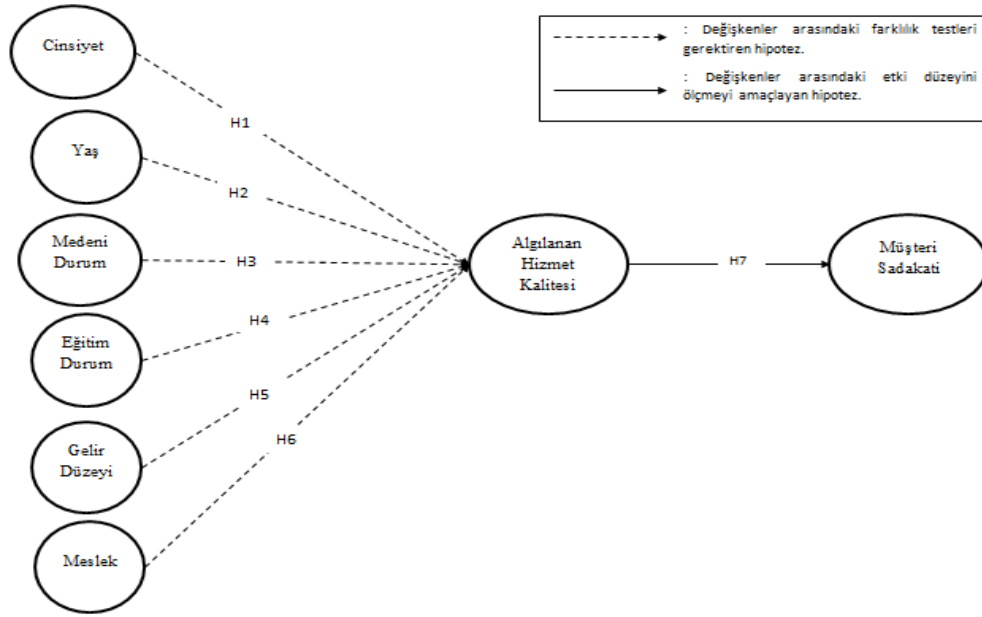 Cinsiyet
Yaş
Medeni
Durum
Eğitim
Durum
Gelir
Düzeyi
Meslek
H1
H2
H3
H4
H5
H6
Algılanan
Hizmet
Kalitesi
H7
Müşteri
Sadakati
: Değişkenler arasındaki farklılık testleri
gerektiren hipotez.
: Değişkenler arasındaki etki düzeyini
ölçmeyi amaçlayan hipotez.